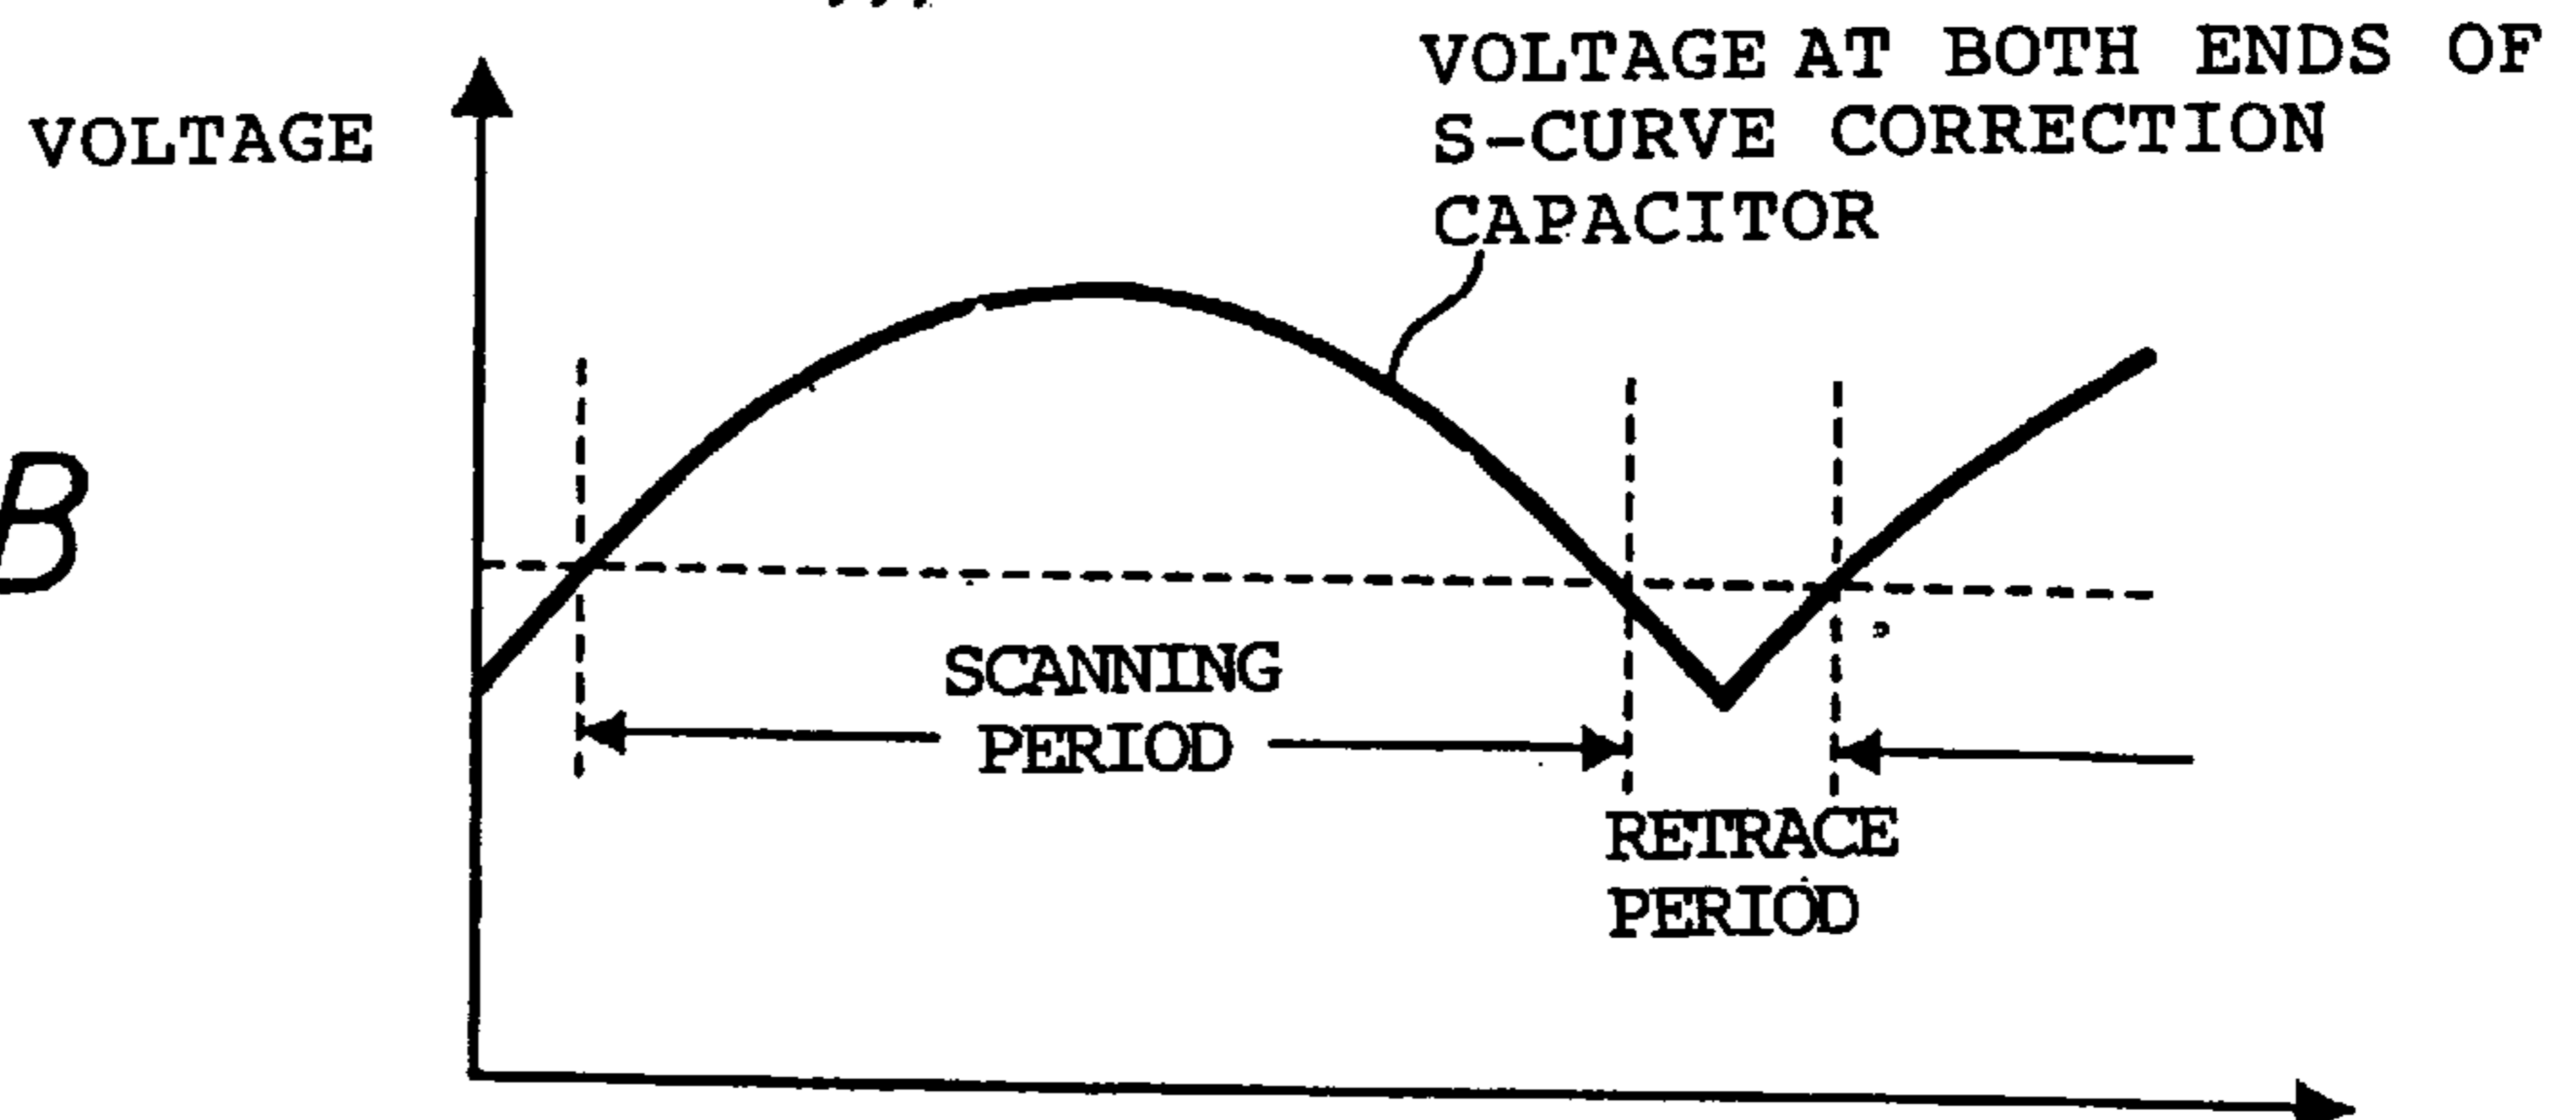 VOLTAGE AT BOTH ENDS OF
S-CURVE CORRECTION
CAPACITOR
VOLTAGE
B
SCANNING
PERIOD
RETRACE
PERIOD